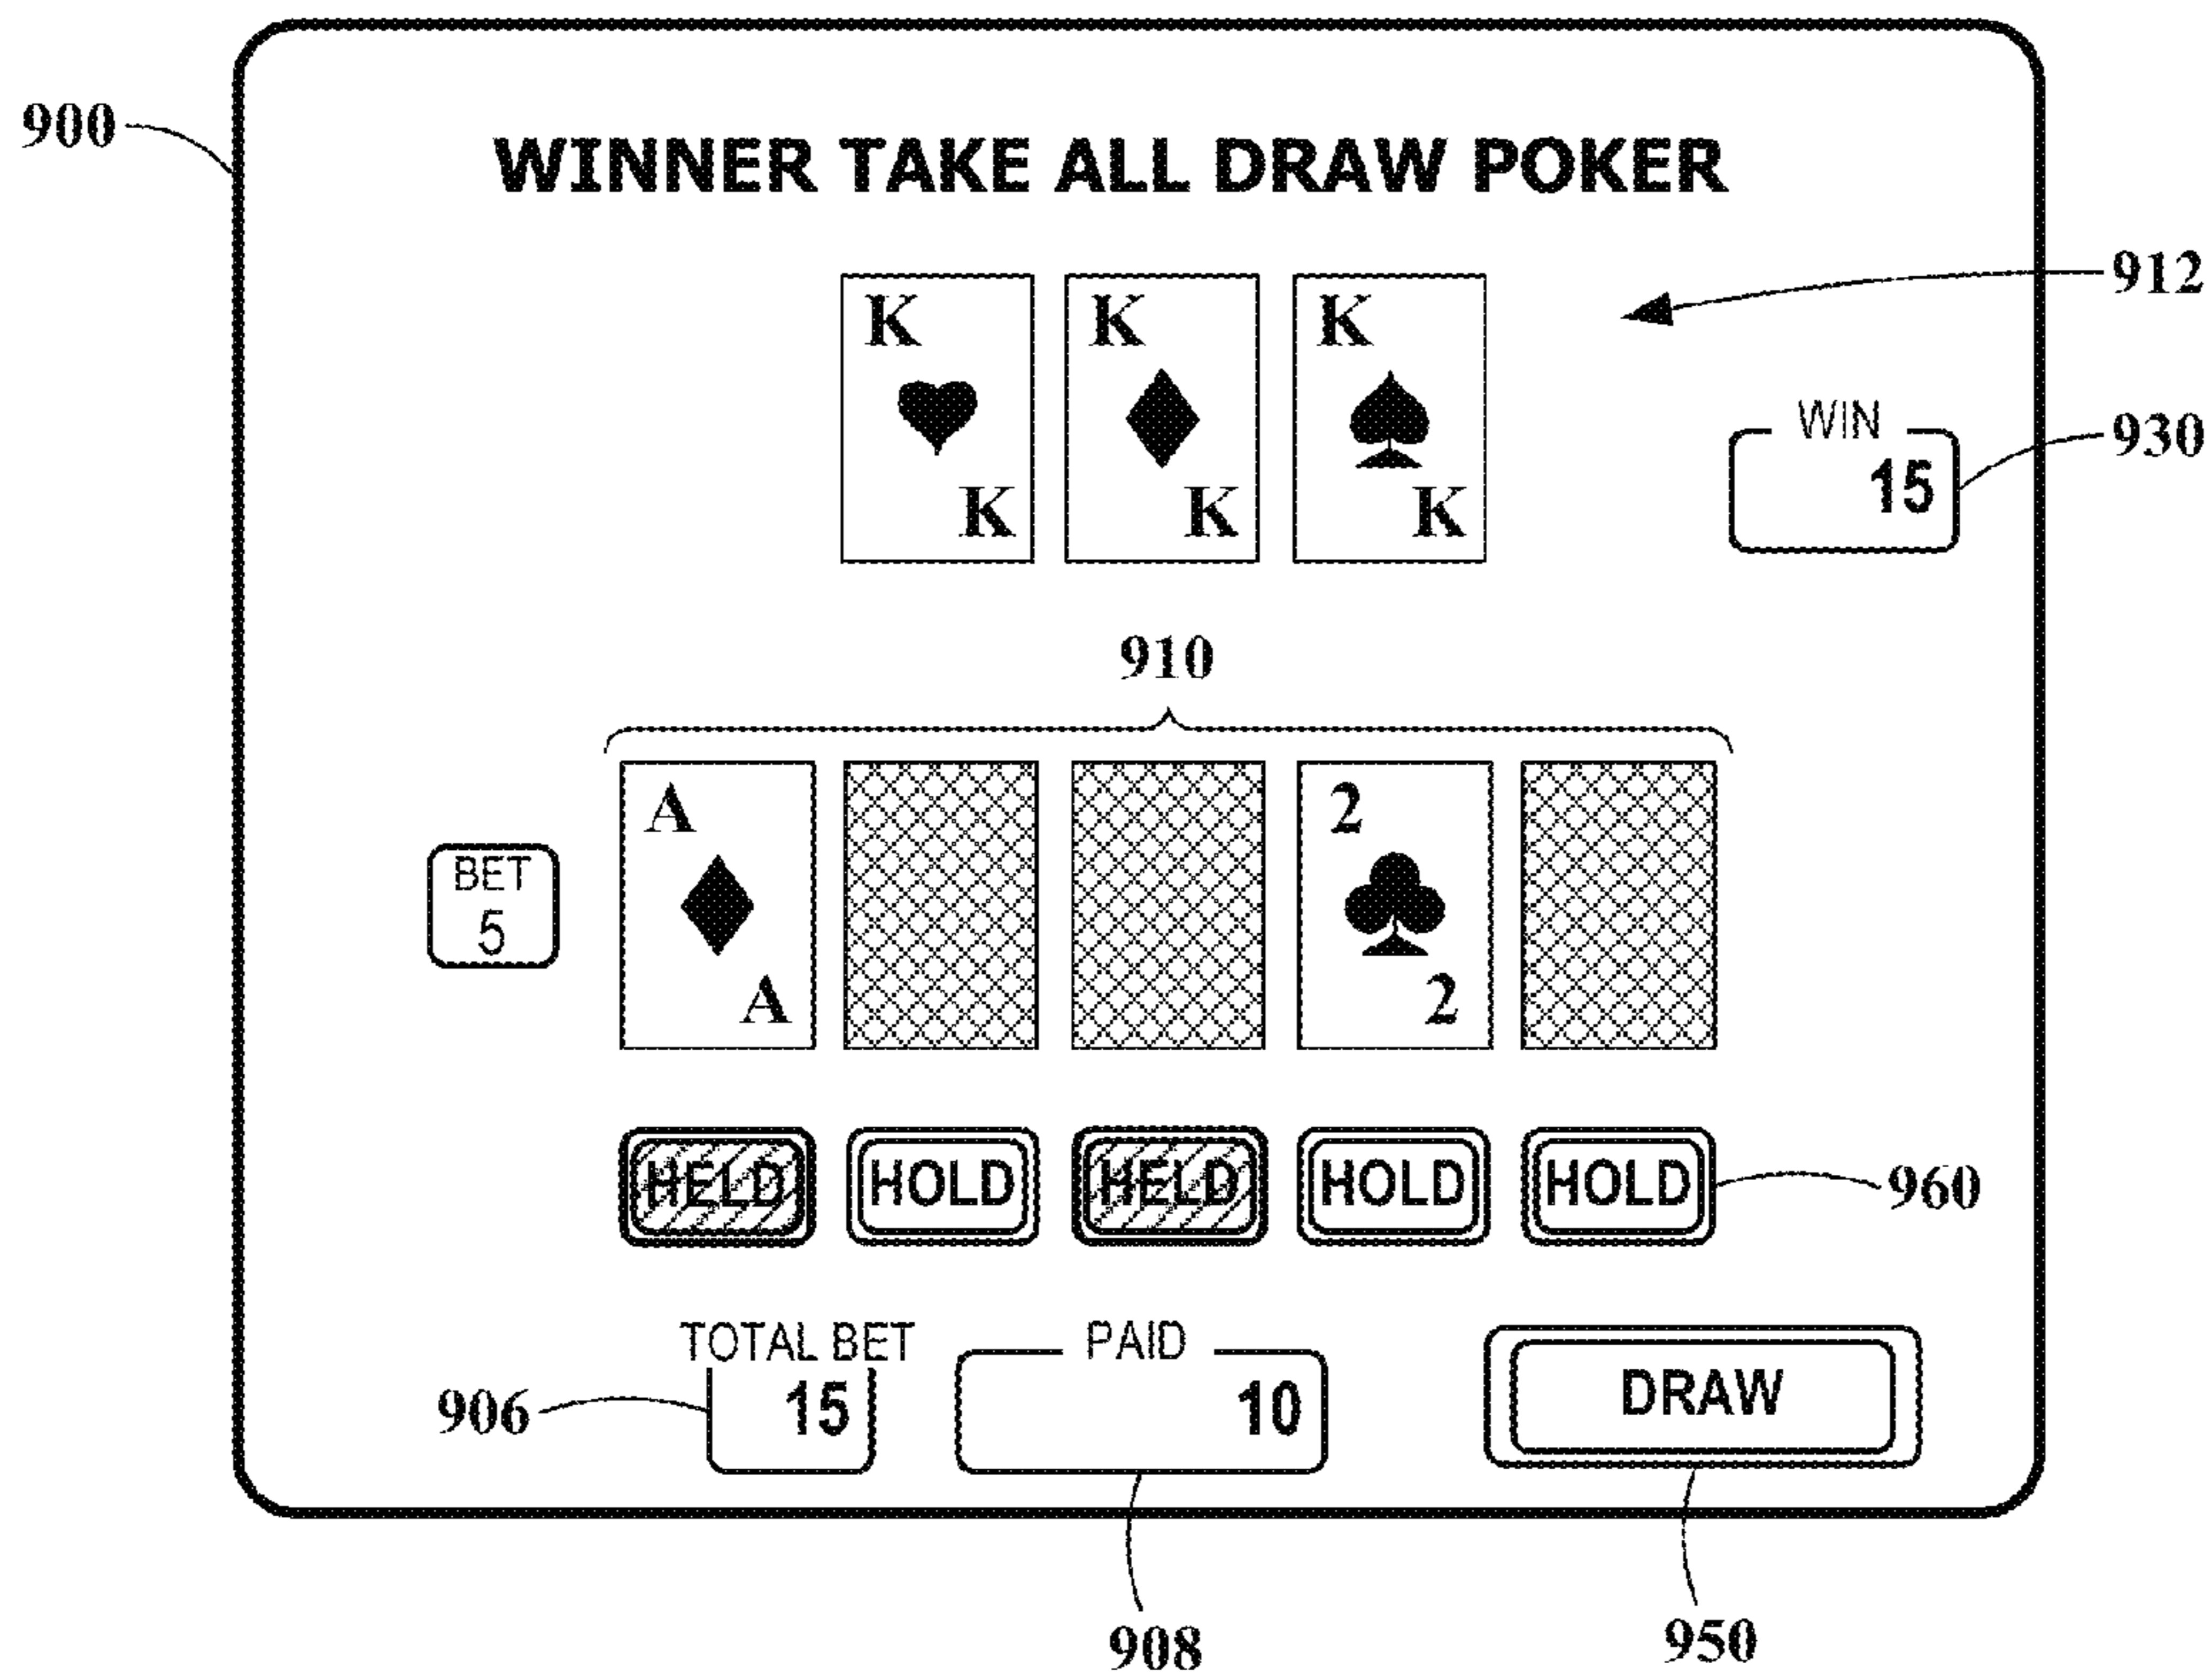 900
WINNER TAKE ALL DRAW POKER
K K K
912
K K K
WIN
930
15
910
A 2
BET
5
A 2
HELD HOLD HELD HOLD HOLD
960
TOTAL BET PAID
906 15 10 DRAW
908 950